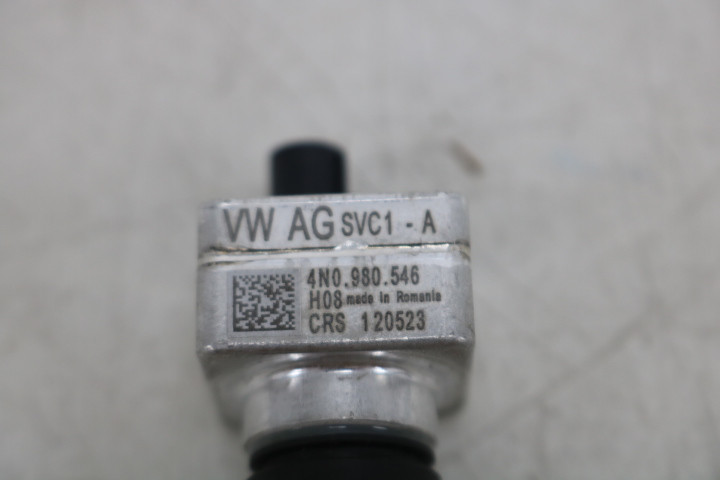 VW AG SVC1 - A
4N0.980.546
H08 made in Romania
CRS 120523